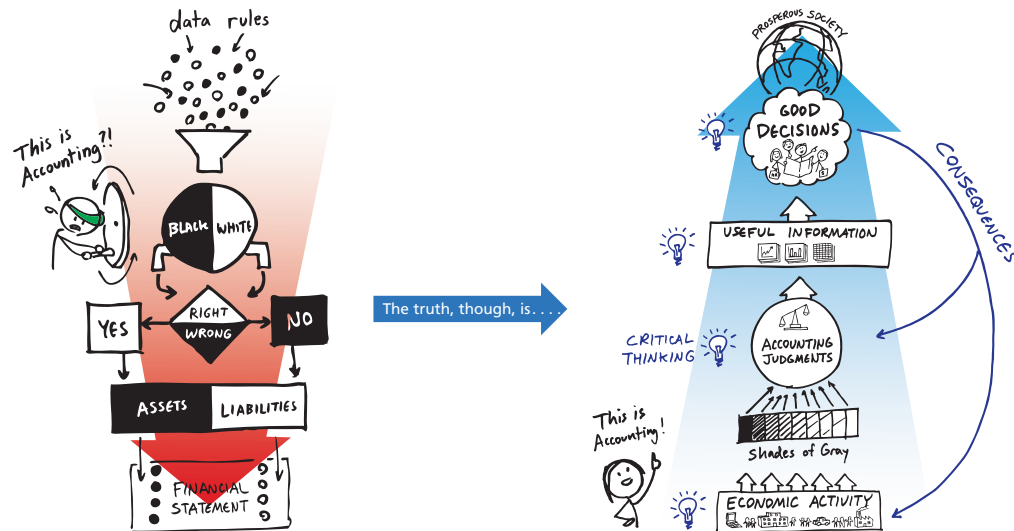 data rules
This is
Accounting?!
BLACK WHITE
RIGHT
WRONG
YES
NO
ASSETS LIABILITIES
FINANCIAL
STATEMENT
The truth, though, is. . . .
PROSPEROUS SOCIETY
GOOD
DECISIONS
CONSEQUENCES
USEFUL INFORMATION
CRITICAL
THINKING
ACCOUNTING
JUDGMENTS
Shades of Gray
This is
Accounting!
ECONOMIC ACTIVITY